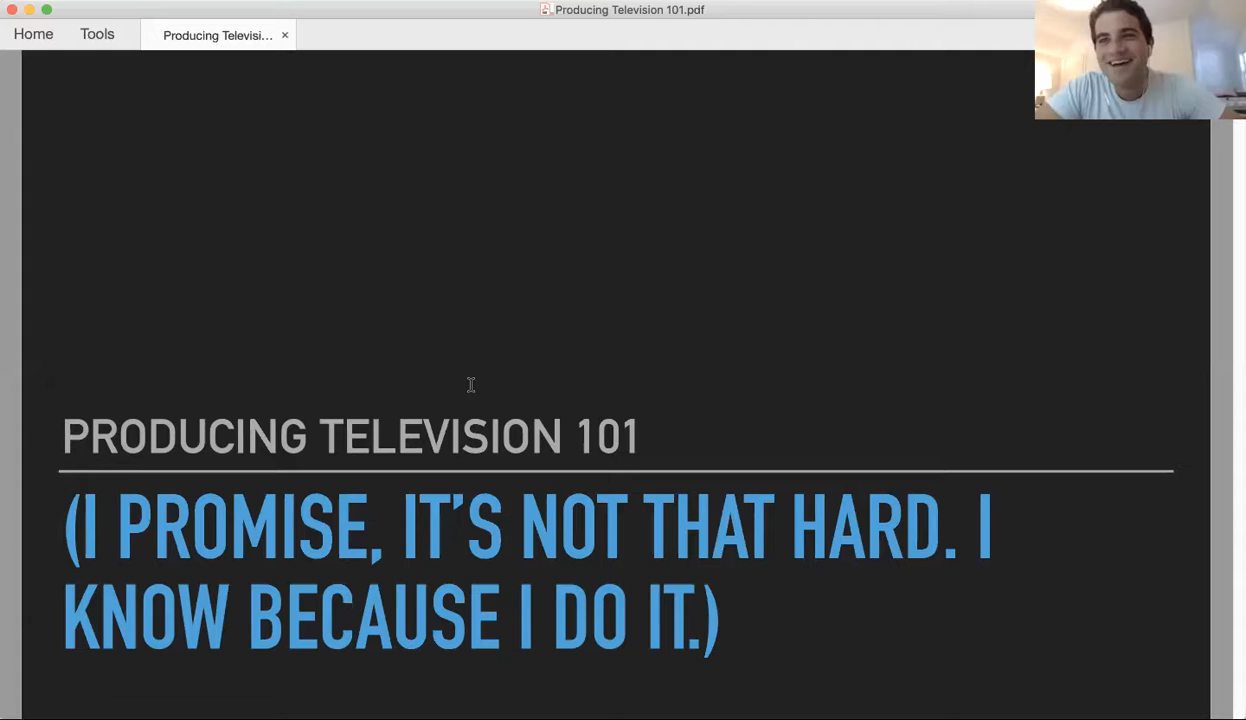 Producing Television 101.pdf
Home Tools Producing Televisi... ×
PRODUCING TELEVISION 101
(I PROMISE, IT’S NOT THAT HARD. I
KNOW BECAUSE I DO IT.)